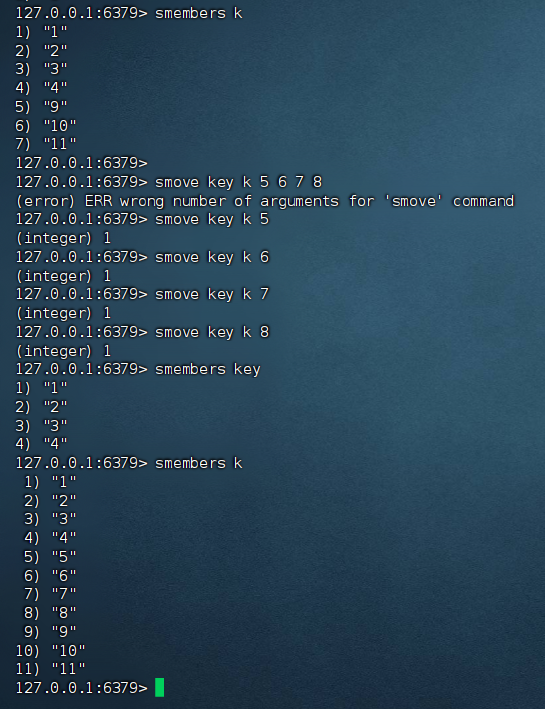 127.0.0.1:6379> smembers k
1) "1"
2) "2"
3) "3"
4) "4"
5) "9"
6) "10"
7) "11"
127.0.0.1:6379>
127.0.0.1:6379> smove key k 5 6 7 8
(error) ERR wrong number of arguments for 'smove' command
127.0.0.1:6379> smove key k 5
(integer) 1
127.0.0.1:6379> smove key k 6
(integer) 1
127.0.0.1:6379> smove key k 7
(integer) 1
127.0.0.1:6379> smove key k 8
(integer) 1
127.0.0.1:6379> smembers key
1) "1"
2) "2"
3) "3"
4) "4"
127.0.0.1:6379> smembers k
 1) "1"
 2) "2"
 3) "3"
 4) "4"
 5) "5"
 6) "6"
 7) "7"
 8) "8"
 9) "9"
10) "10"
11) "11"
127.0.0.1:6379>